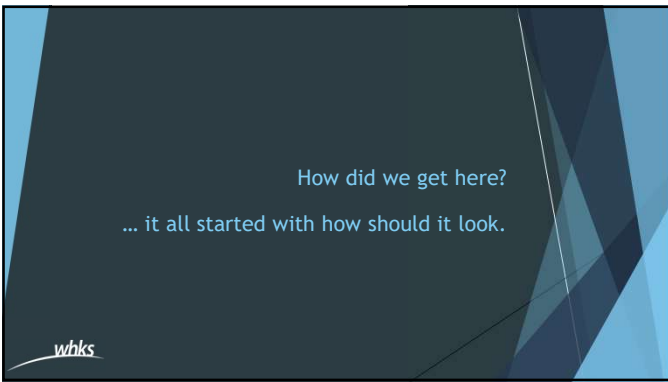 How did we get here?
… it all started with how should it look.
whks